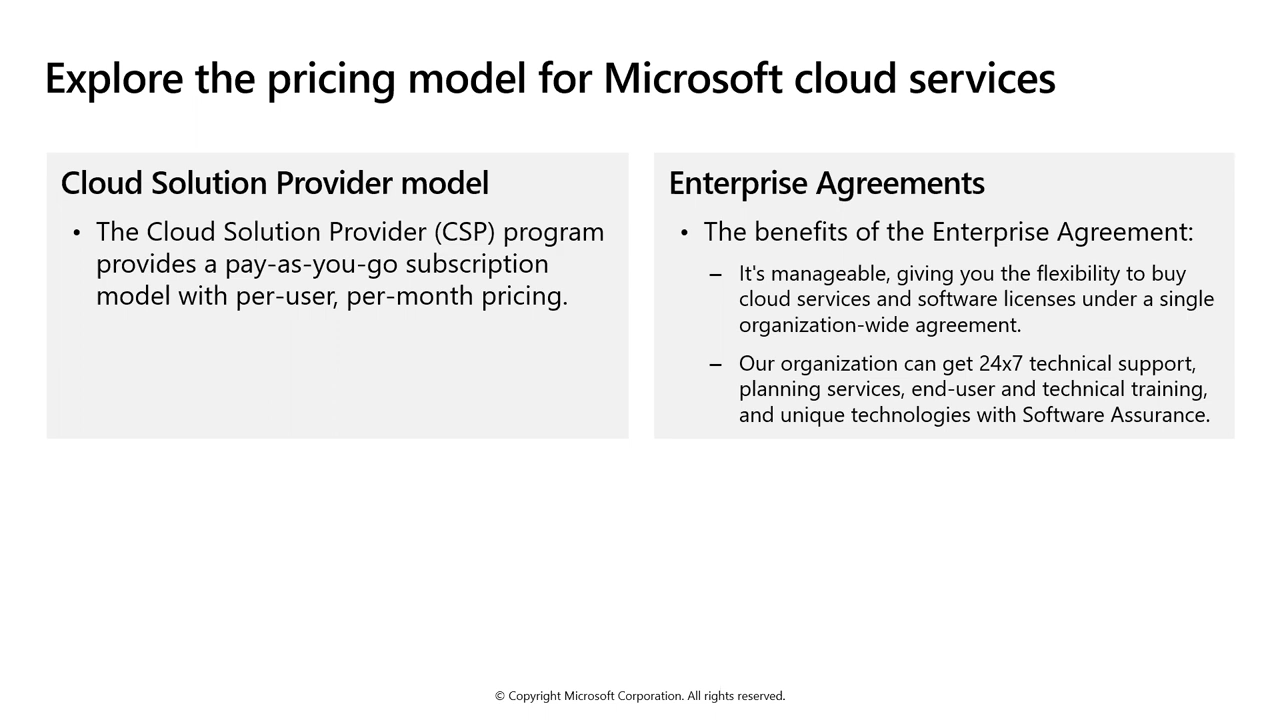 Explore the pricing model for Microsoft cloud services
Cloud Solution Provider model
• The Cloud Solution Provider (CSP) program
provides a pay-as-you-go subscription
model with per-user, per-month pricing.
Enterprise Agreements
• The benefits of the Enterprise Agreement:
– It's manageable, giving you the flexibility to buy
cloud services and software licenses under a single
organization-wide agreement.
– Our organization can get 24x7 technical support,
planning services, end-user and technical training,
and unique technologies with Software Assurance.
© Copyright Microsoft Corporation. All rights reserved.